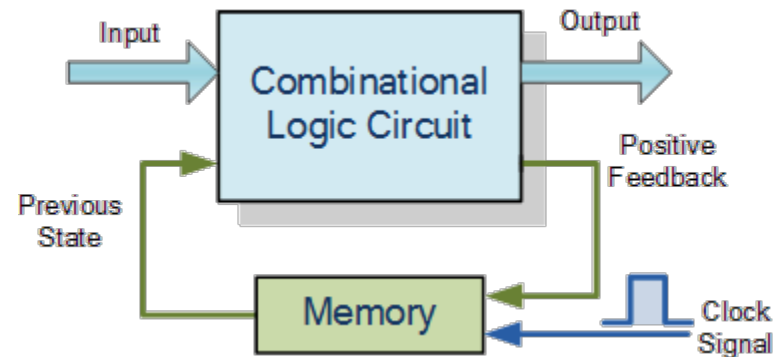 Input
Output
Combinational
Logic Circuit
Positive
Feedback
Previous
State
Memory
Clock
Signal